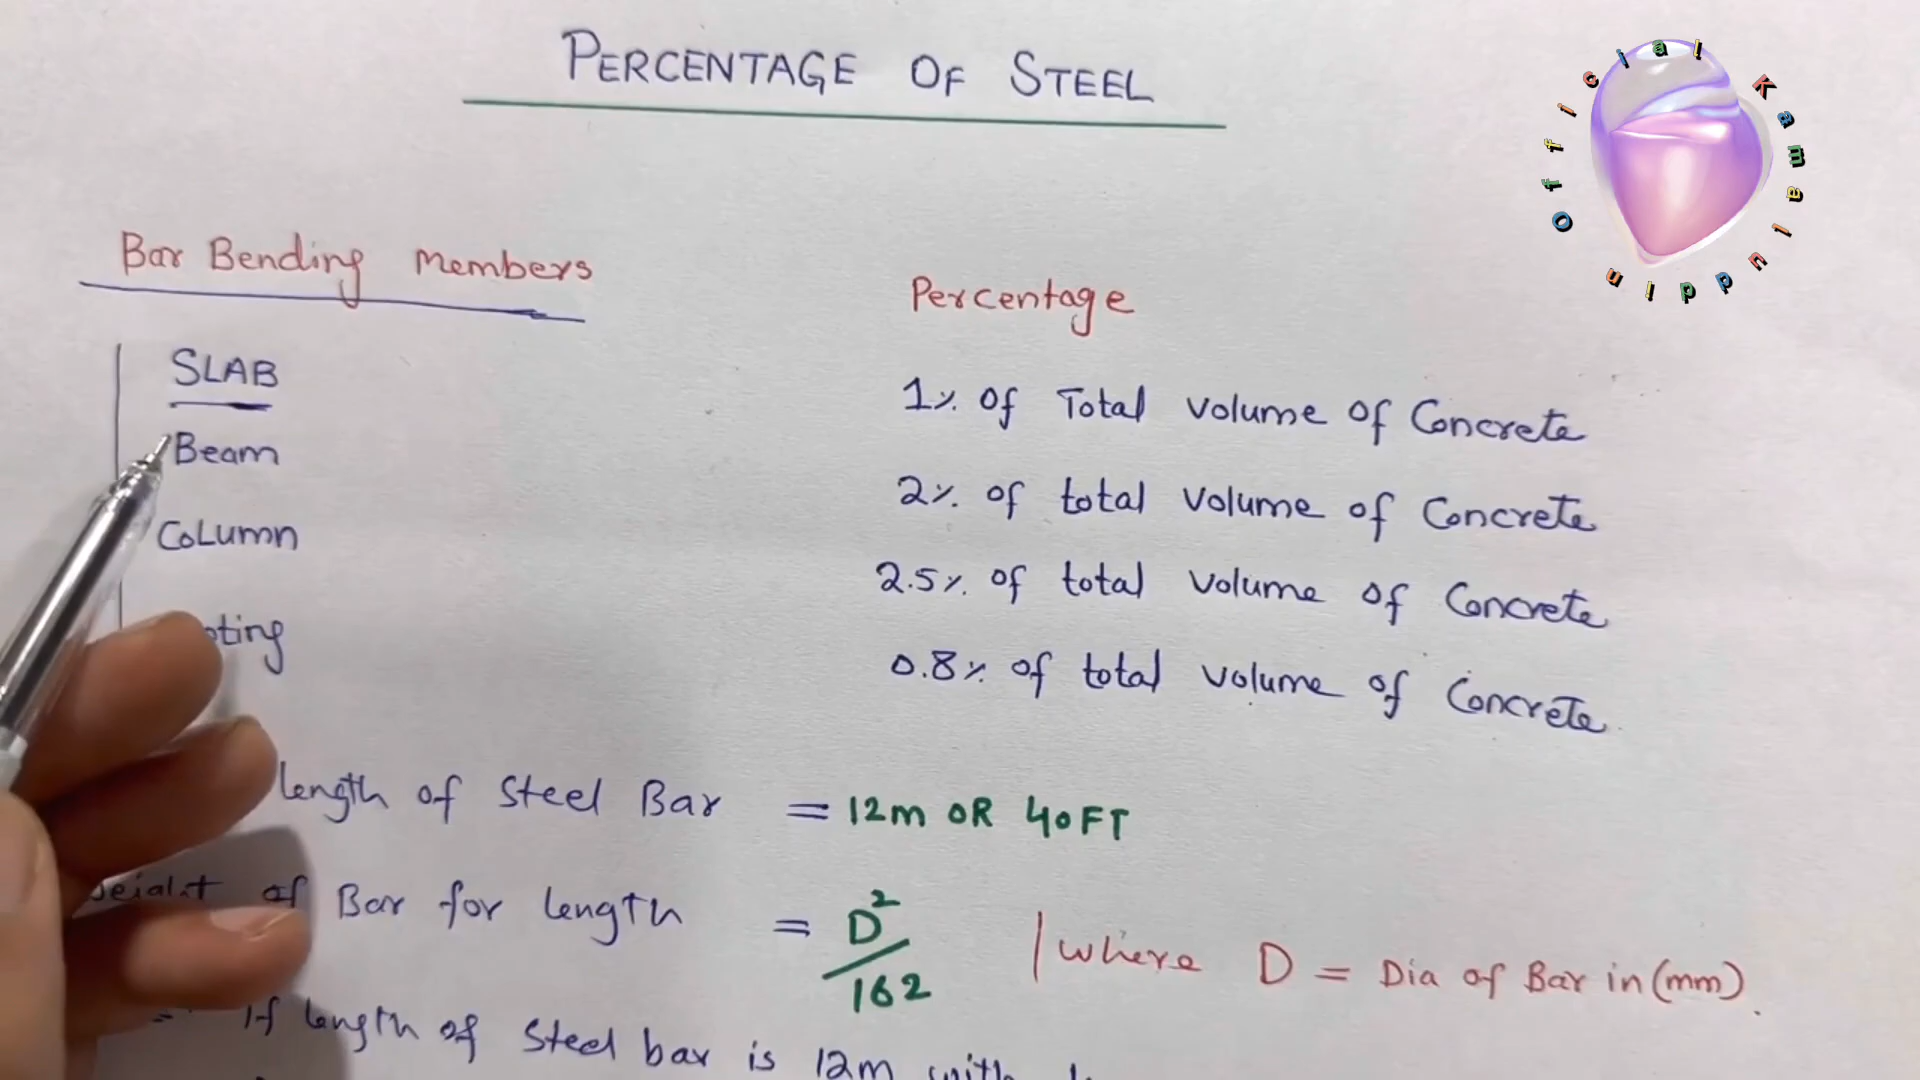 PERCENTAGE OF STEEL
Official Kamaluddin
Bar Bending Members
Percentage
SLAB
1% Of Total Volume Of Concrete
Beam
2% of total Volume of Concrete
Column
2.5% of total Volume of Concrete
0.8% of total Volume of Concrete
length of Steel Bar = 12m OR 40FT
of Bar for length = D²/162 | where D = Dia of Bar in (mm).
= If length of Steel bar is 12m with